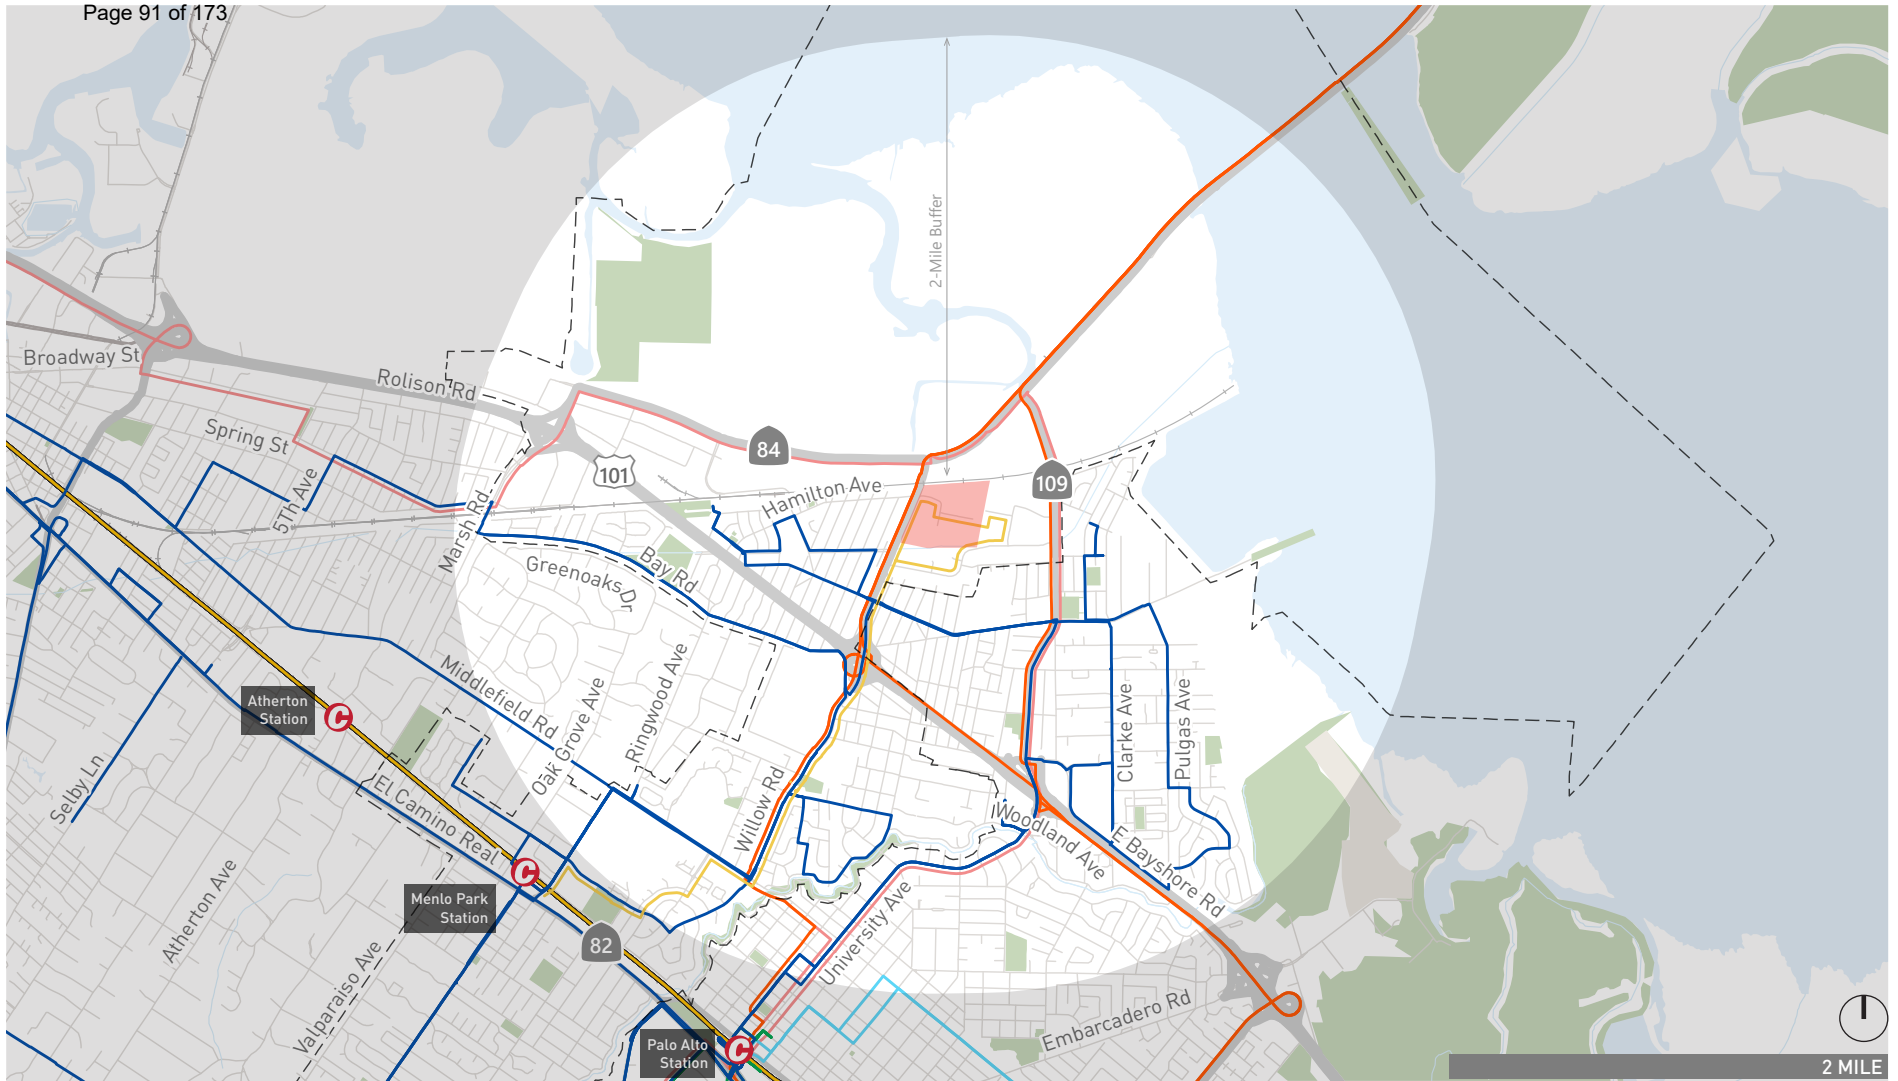 Page 91 of 173
2-Mile Buffer
Broadway St
Rolison Rd
Spring St
84
101
109
5Th Ave
Marsh Rd
Hamilton Ave
Bay Rd
Greenoaks Dr
Middlefield Rd
Ringwood Ave
Oak Grove Ave
Atherton
Station
C
Selby Ln
El Camino Real
Willow Rd
Clarke Ave
Pulgas Ave
Woodland Ave
E Bayshore Rd
C
Menlo Park
Station
Atherton Ave
Valparaiso Ave
82
University Ave
Embarcadero Rd
Palo Alto
Station
C
2 MILE